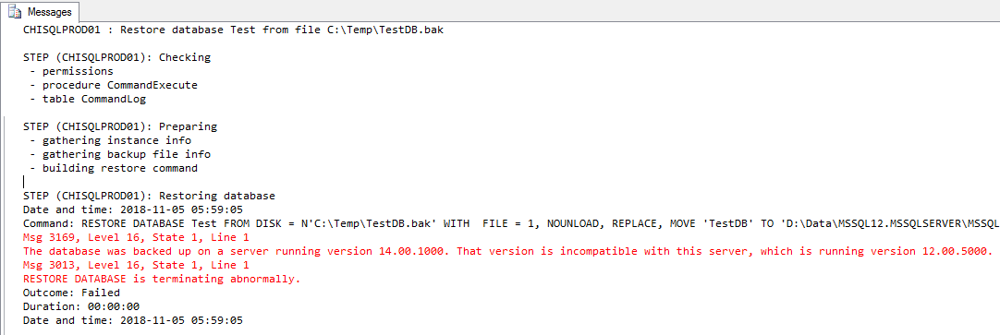 Messages
CHISQLPROD01 : Restore database Test from file C:\Temp\TestDB.bak
STEP (CHISQLPROD01): Checking
- permissions
- procedure CommandExecute
- table CommandLog
STEP (CHISQLPROD01): Preparing
- gathering instance info
- gathering backup file info
- building restore command
STEP (CHISQLPROD01): Restoring database
Date and time: 2018-11-05 05:59:05
Command: RESTORE DATABASE Test FROM DISK = N'C:\Temp\TestDB.bak' WITH  FILE = 1, NOUNLOAD, REPLACE, MOVE 'TestDB' TO 'D:\Data\MSSQL12.MSSQLSERVER\MSSQL
Msg 3169, Level 16, State 1, Line 1
The database was backed up on a server running version 14.00.1000. That version is incompatible with this server, which is running version 12.00.5000.
Msg 3013, Level 16, State 1, Line 1
RESTORE DATABASE is terminating abnormally.
Outcome: Failed
Duration: 00:00:00
Date and time: 2018-11-05 05:59:05